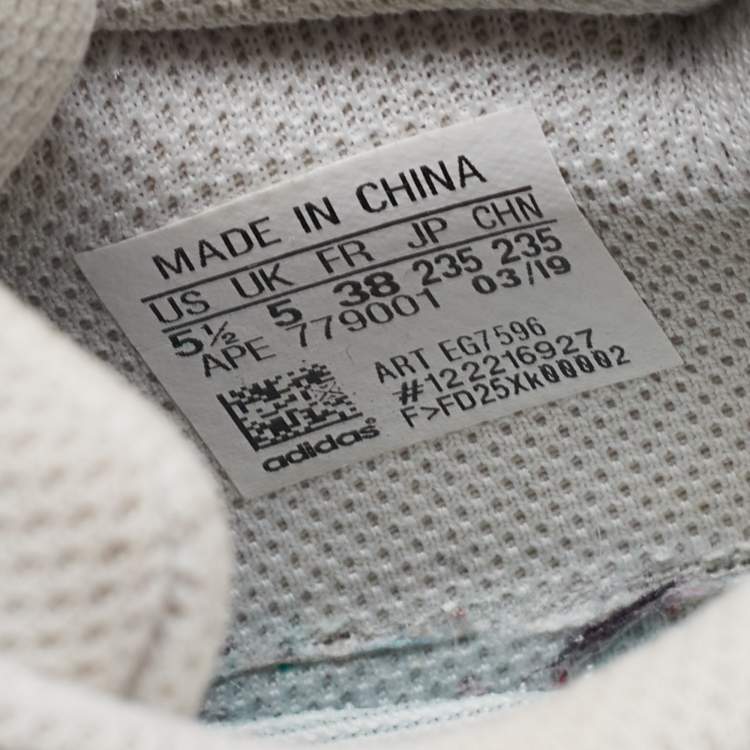 MADE IN CHINA
US UK FR JP CHN
5½ 5 38 235 235
APE 779001 03/19
ART EG7596
#122216927
F>FD25XK00002
adidas